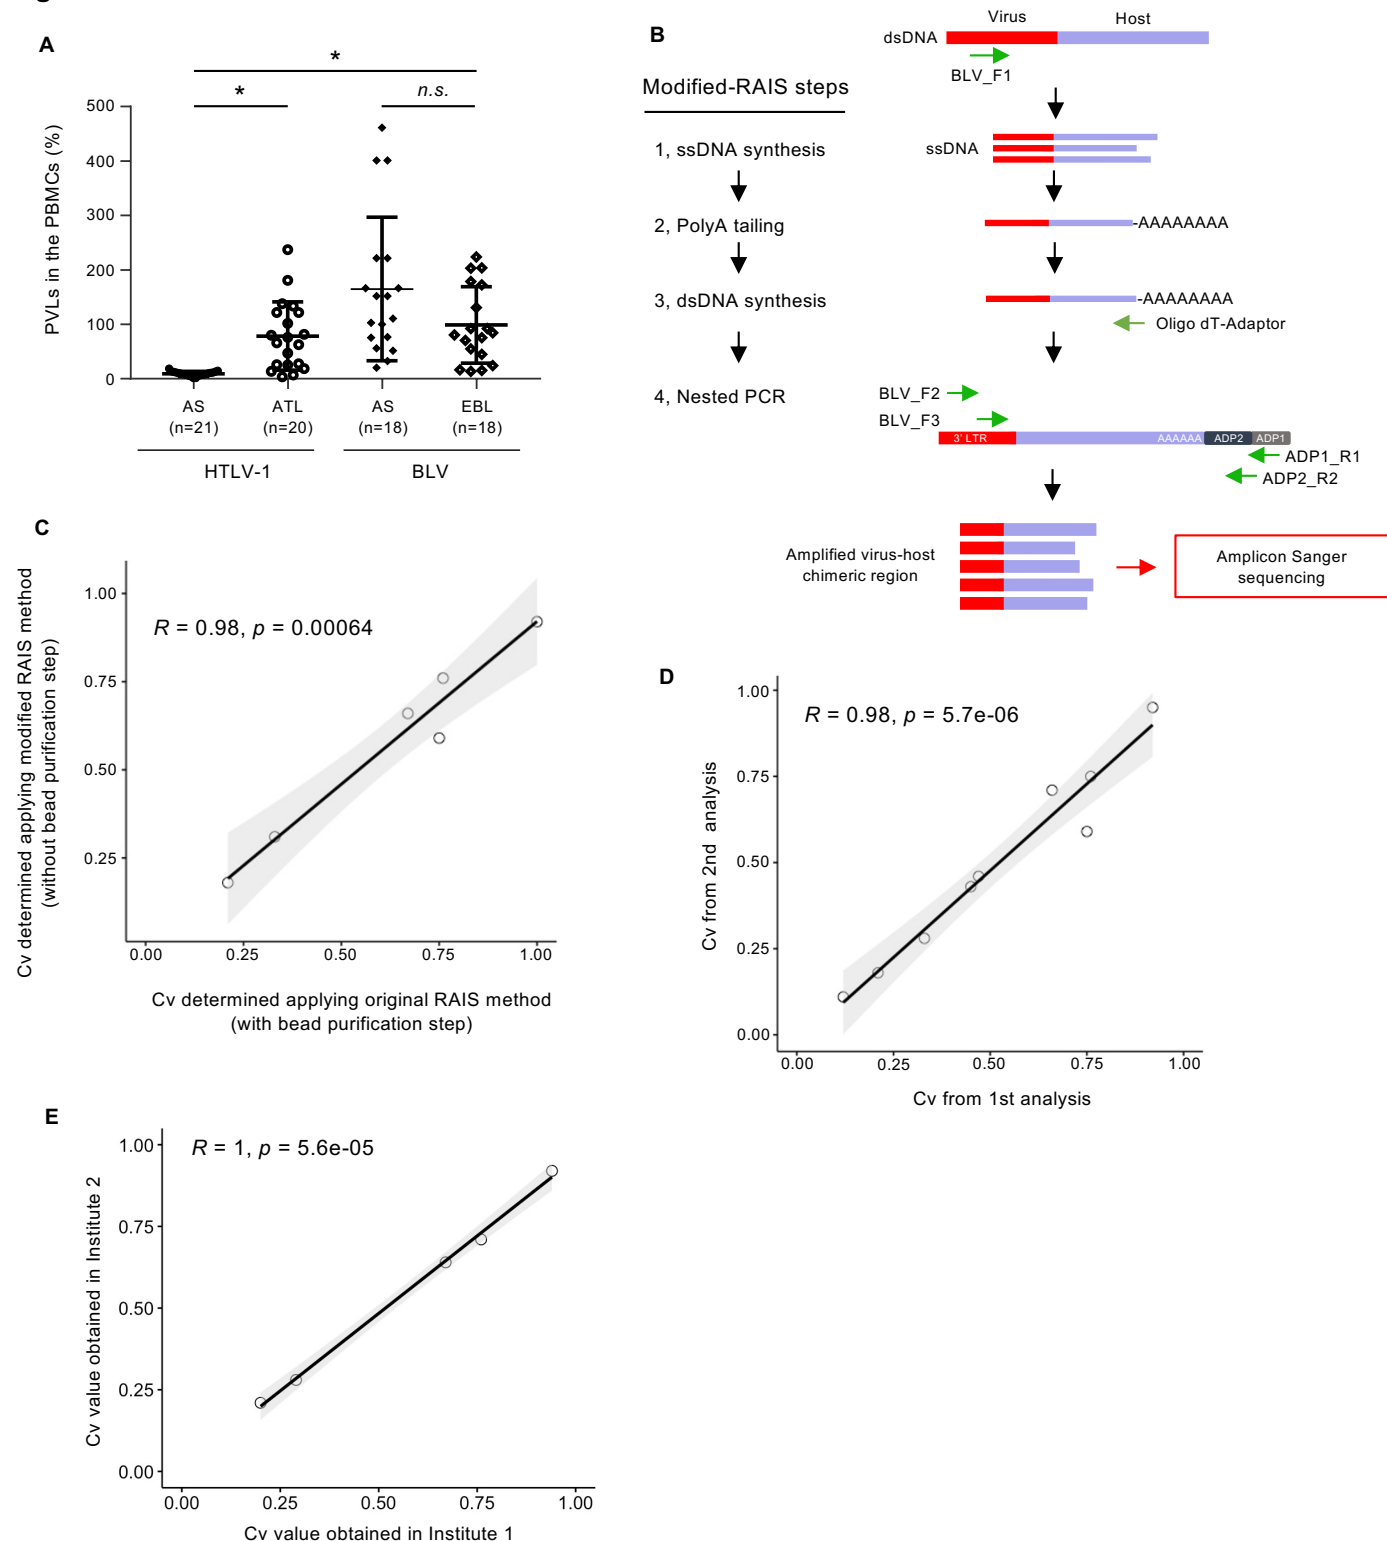 A
*
*
n.s.
PVLs in the PBMCs (%)
500
400
300
200
100
0
AS
(n=21)
ATL
(n=20)
AS
(n=18)
EBL
(n=18)
HTLV-1
BLV
B
Modified-RAIS steps
1, ssDNA synthesis
2, PolyA tailing
3, dsDNA synthesis
4, Nested PCR
Virus
Host
dsDNA
BLV_F1
ssDNA
-AAAAAAAA
-AAAAAAAA
Oligo dT-Adaptor
BLV_F2
BLV_F3
3' LTR
AAAAAA
ADP2
ADP1
ADP1_R1
ADP2_R2
Amplified virus-host
chimeric region
Amplicon Sanger
sequencing
C
R = 0.98, p = 0.00064
Cv determined applying modified RAIS method
(without bead purification step)
1.00
0.75
0.50
0.25
0.00
0.25
0.50
0.75
1.00
Cv determined applying original RAIS method
(with bead purification step)
D
R = 0.98, p = 5.7e-06
Cv from 2nd analysis
1.00
0.75
0.50
0.25
0.00
0.00
0.25
0.50
0.75
1.00
Cv from 1st analysis
E
R = 1, p = 5.6e-05
Cv value obtained in Institute 2
1.00
0.75
0.50
0.25
0.00
0.00
0.25
0.50
0.75
1.00
Cv value obtained in Institute 1